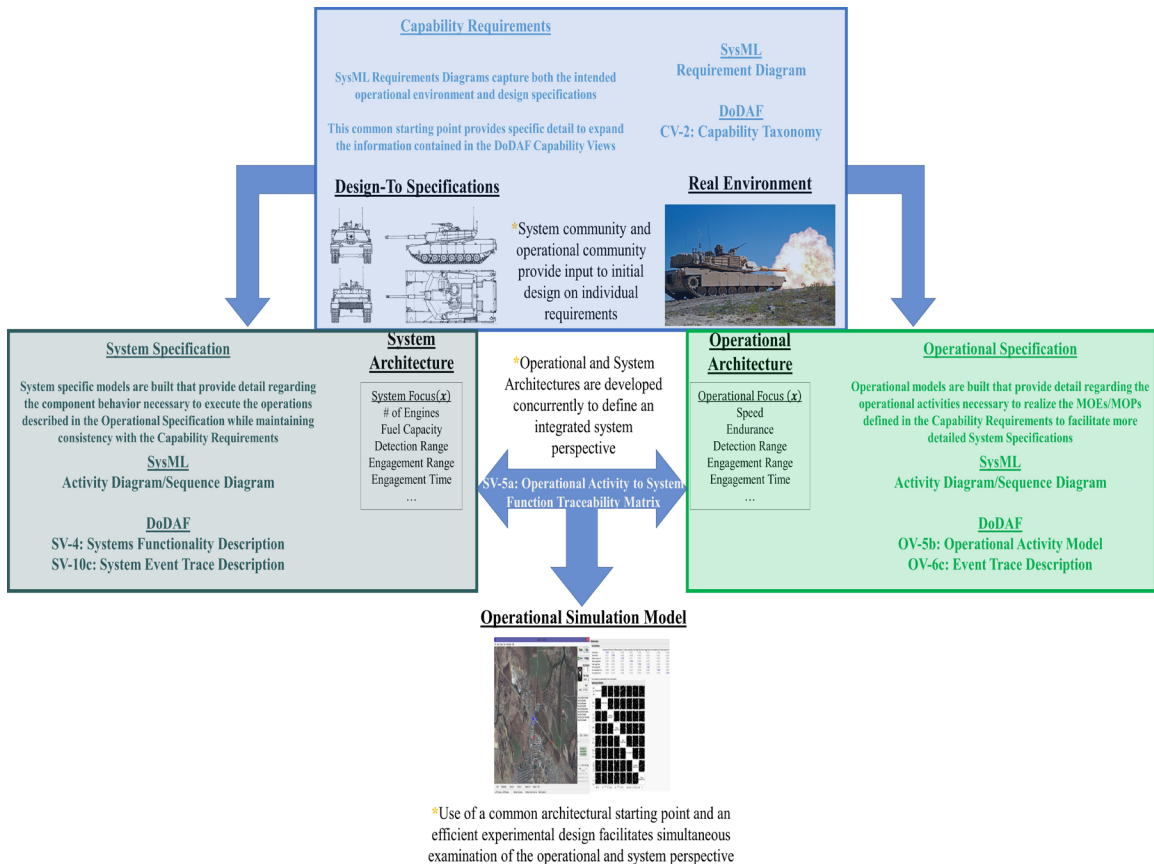 Capability Requirements
SysML Requirements Diagrams capture both the intended
operational environment and design specifications
This common starting point provides specific detail to expand
the information contained in the DoDAF Capability Views
SysML
Requirement Diagram
DoDAF
CV-2: Capability Taxonomy
Design-To Specifications
*System community and
operational community
provide input to initial
design on individual
requirements
Real Environment
System Specification
System specific models are built that provide detail regarding
the component behavior necessary to execute the operations
described in the Operational Specification while maintaining
consistency with the Capability Requirements
SysML
Activity Diagram/Sequence Diagram
DoDAF
SV-4: Systems Functionality Description
SV-10c: System Event Trace Description
System
Architecture
System Focus(x)
# of Engines
Fuel Capacity
Detection Range
Engagement Range
Engagement Time
…
*Operational and System
Architectures are developed
concurrently to define an
integrated system
perspective
SV-5a: Operational Activity to System
Function Traceability Matrix
Operational
Architecture
Operational Focus (x)
Speed
Endurance
Detection Range
Engagement Range
Engagement Time
…
Operational Specification
Operational models are built that provide detail regarding the
operational activities necessary to realize the MOEs/MOPs
defined in the Capability Requirements to facilitate more
detailed System Specifications
SysML
Activity Diagram/Sequence Diagram
DoDAF
OV-5b: Operational Activity Model
OV-6c: Event Trace Description
Operational Simulation Model
*Use of a common architectural starting point and an
efficient experimental design facilitates simultaneous
examination of the operational and system perspective